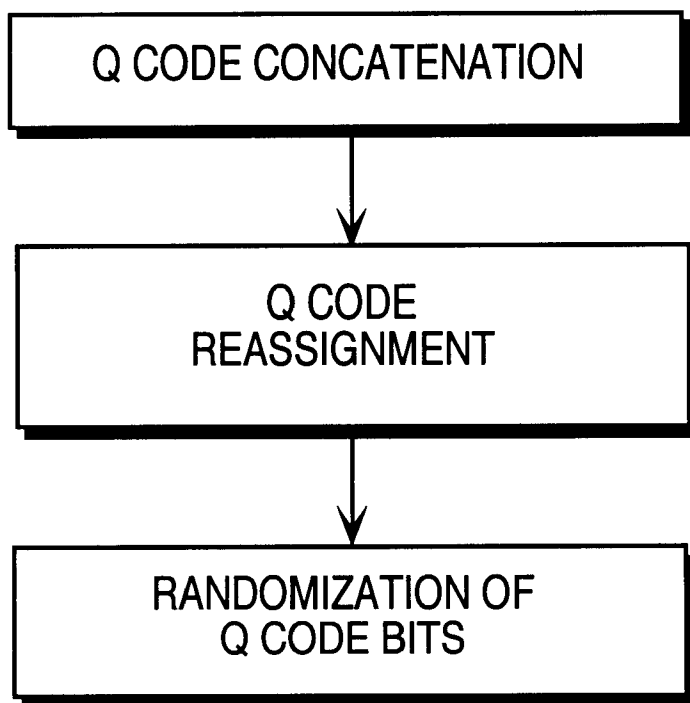 Q CODE CONCATENATION
Q CODE
REASSIGNMENT
RANDOMIZATION OF
Q CODE BITS